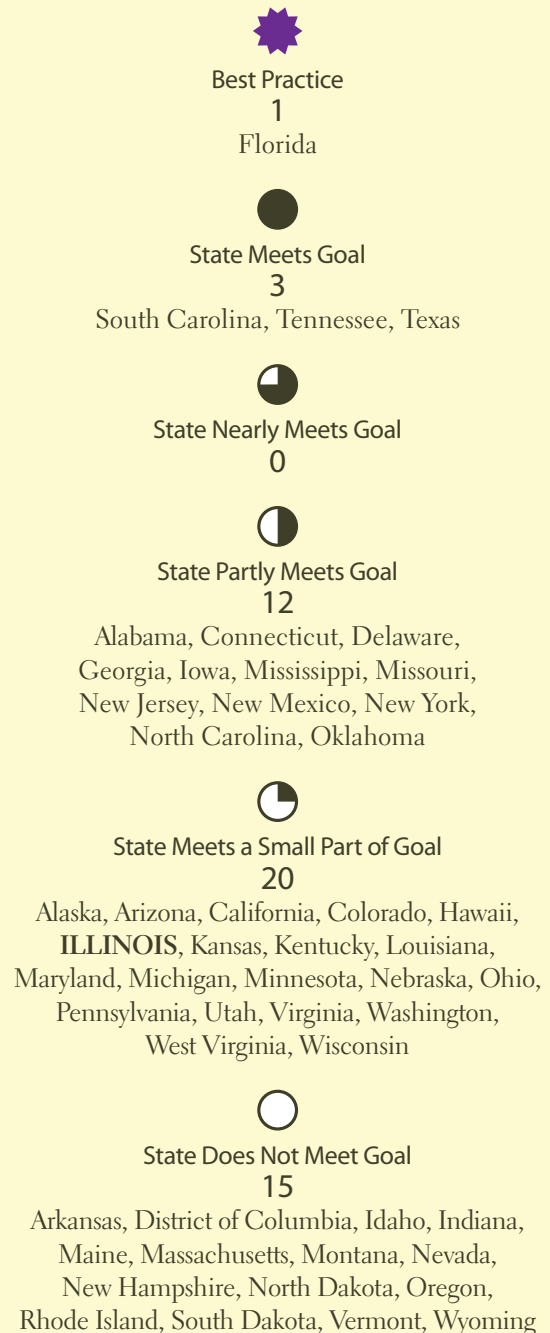 Best Practice
1
Florida
State Meets Goal
3
South Carolina, Tennessee, Texas
State Nearly Meets Goal
0
State Partly Meets Goal
12
Alabama, Connecticut, Delaware,
Georgia, Iowa, Mississippi, Missouri,
New Jersey, New Mexico, New York,
North Carolina, Oklahoma
State Meets a Small Part of Goal
20
Alaska, Arizona, California, Colorado, Hawaii,
ILLINOIS, Kansas, Kentucky, Louisiana,
Maryland, Michigan, Minnesota, Nebraska, Ohio,
Pennsylvania, Utah, Virginia, Washington,
West Virginia, Wisconsin
State Does Not Meet Goal
15
Arkansas, District of Columbia, Idaho, Indiana,
Maine, Massachusetts, Montana, Nevada,
New Hampshire, North Dakota, Oregon,
Rhode Island, South Dakota, Vermont, Wyoming